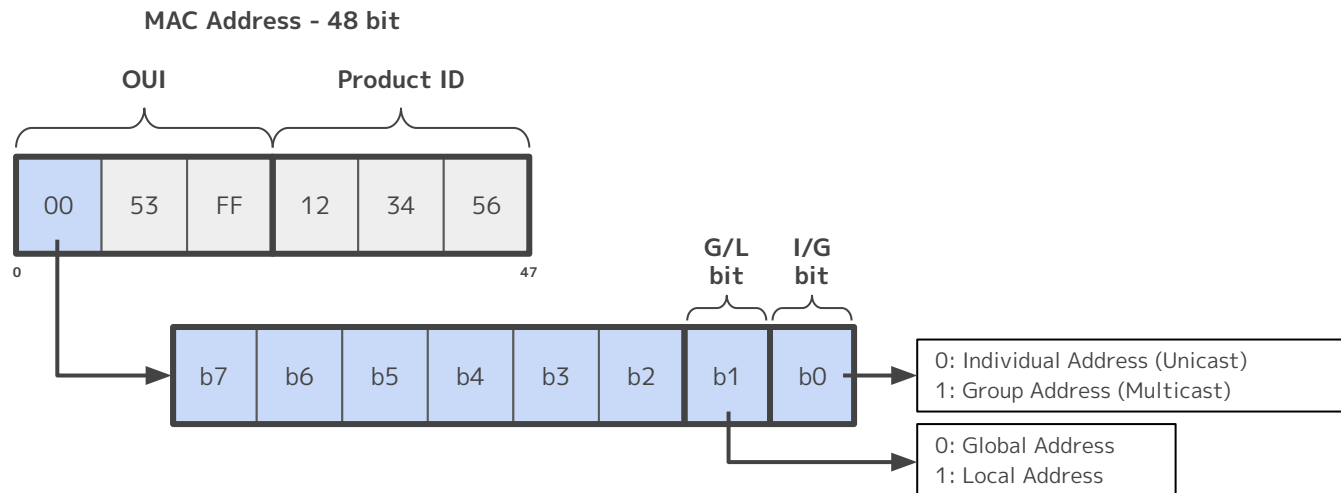 MAC Address - 48 bit
OUI
Product ID
00
53
FF
12
34
56
0
47
G/L
bit
I/G
bit
b7
b6
b5
b4
b3
b2
b1
b0
0: Individual Address (Unicast)
1: Group Address (Multicast)
0: Global Address
1: Local Address